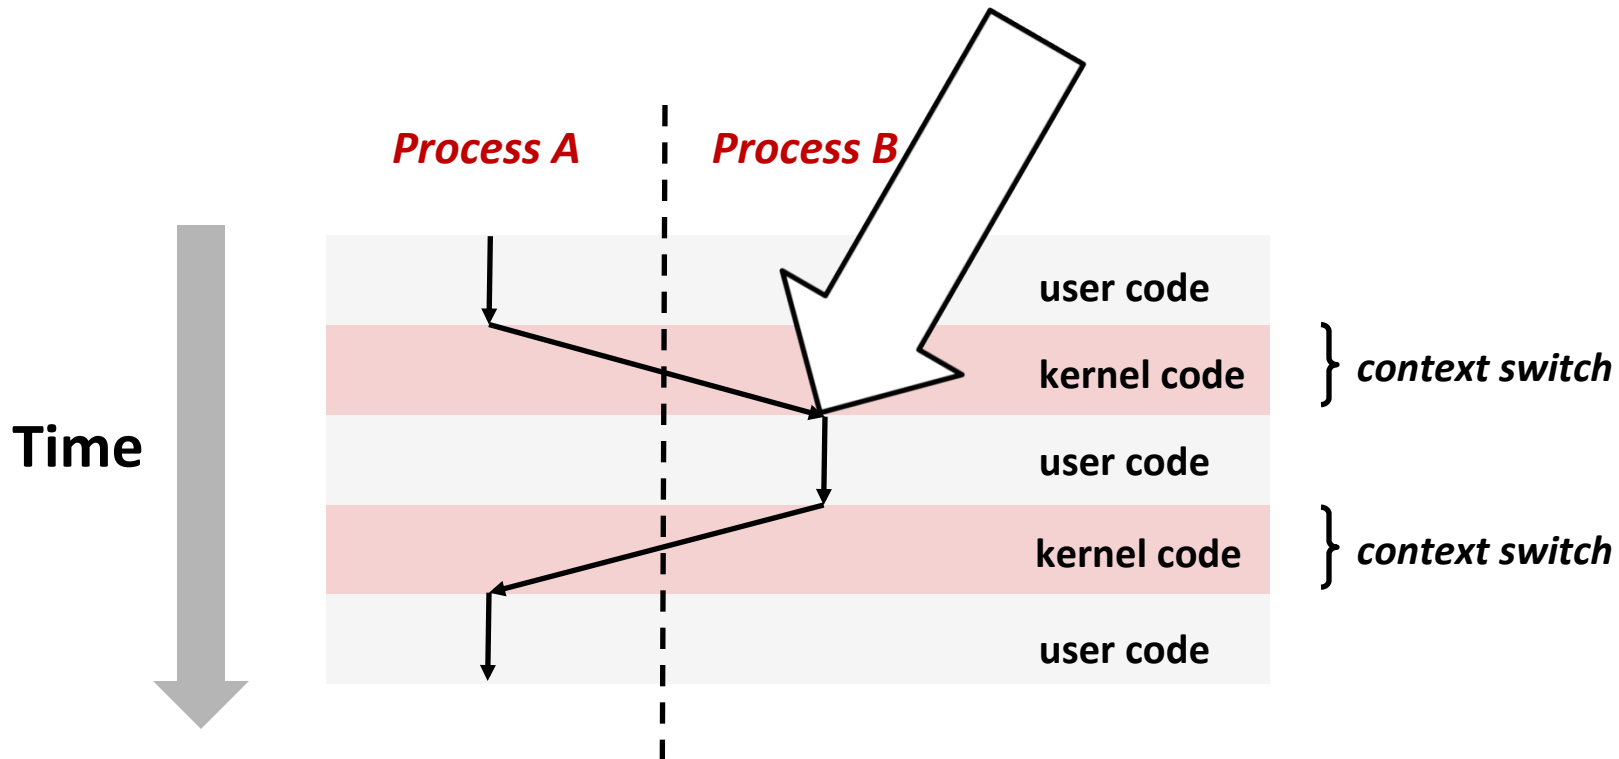 Process A
Process B
user code
kernel code
context switch
Time
user code
kernel code
context switch
user code